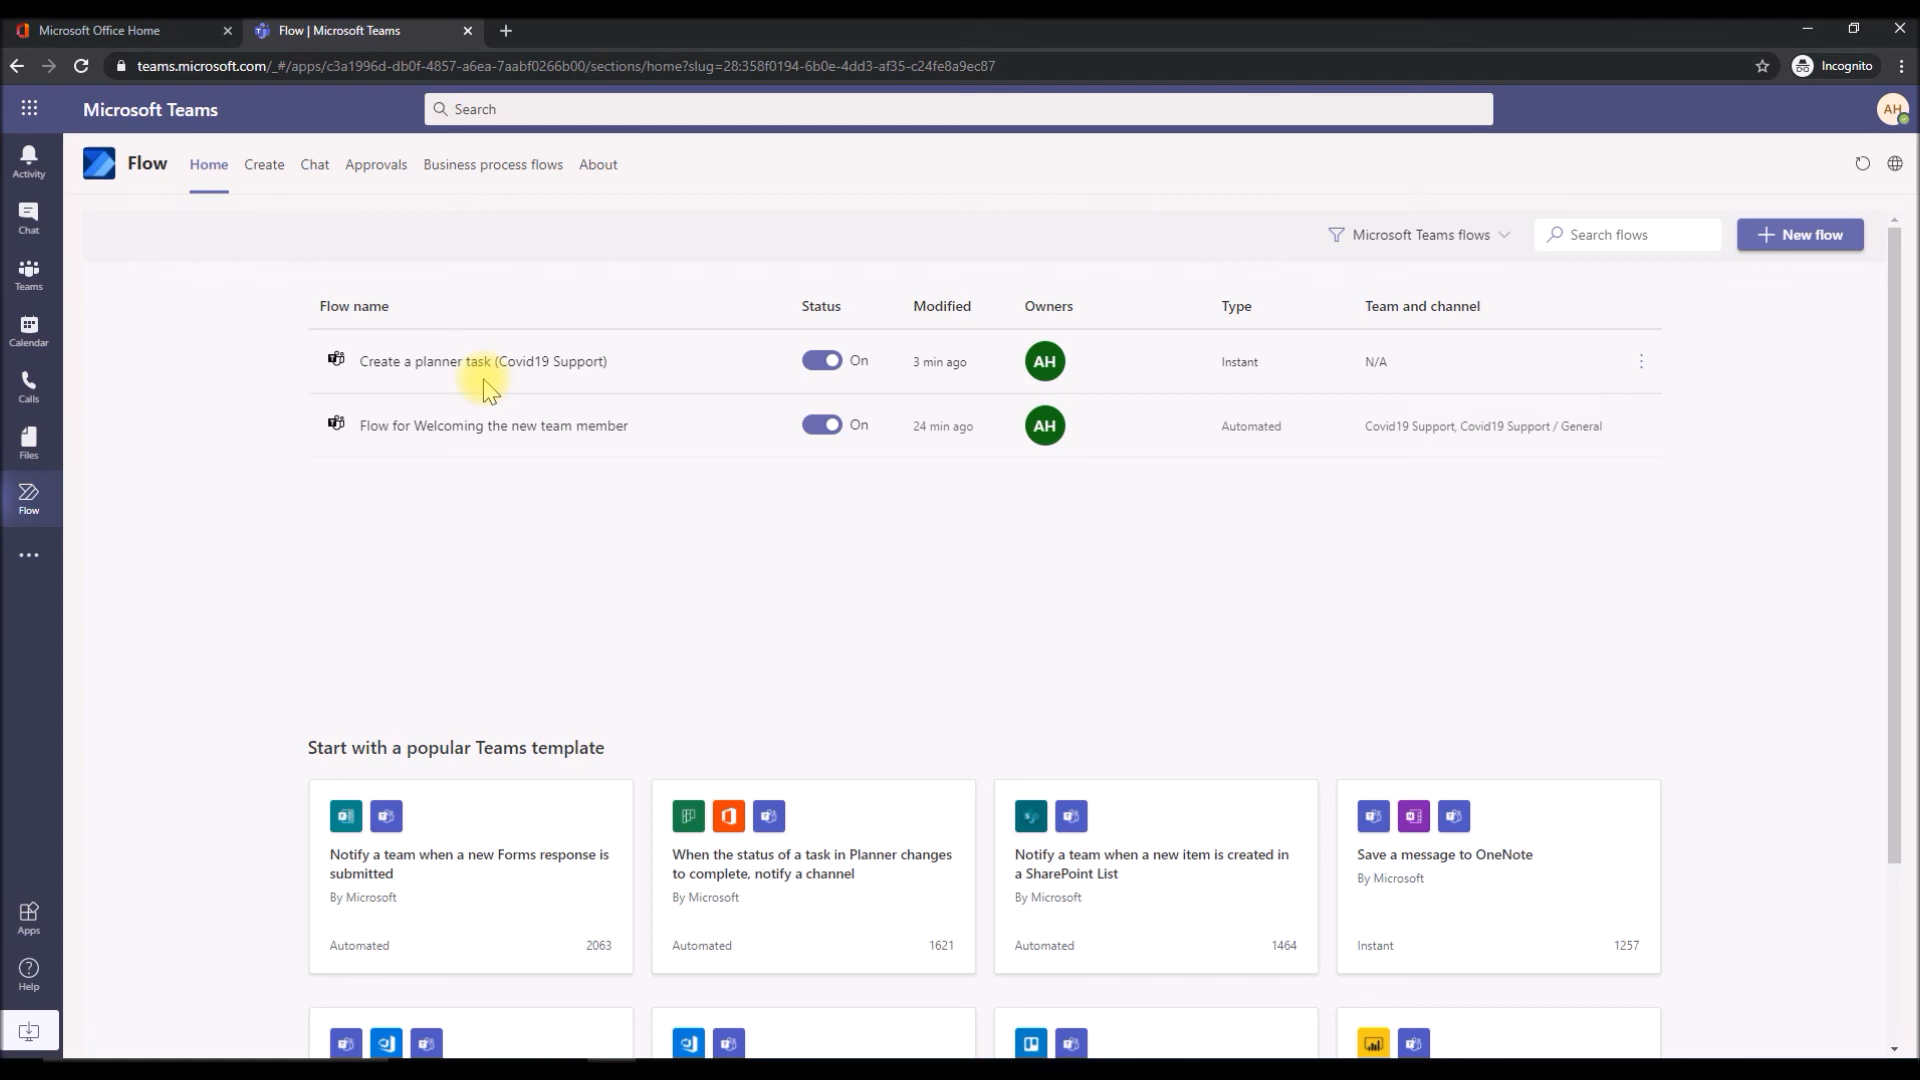 Microsoft Office Home
Flow | Microsoft Teams
teams.microsoft.com/_#/apps/c3a1996d-db0f-4857-a6ea-7aabf0266b00/sections/home?slug=28:358f0194-6b0e-4dd3-af35-c24fe8a9ec87
Incognito
Microsoft Teams
Search
AH
Activity
Chat
Teams
Calendar
Calls
Files
Flow
Apps
Help
Flow
Home
Create
Chat
Approvals
Business process flows
About
Microsoft Teams flows
Search flows
New flow
Flow name Status Modified Owners Type Team and channel
Create a planner task (Covid19 Support) On 3 min ago AH Instant N/A
Flow for Welcoming the new team member On 24 min ago AH Automated Covid19 Support, Covid19 Support / General
Start with a popular Teams template
Notify a team when a new Forms response is
submitted
By Microsoft
Automated 2063
When the status of a task in Planner changes
to complete, notify a channel
By Microsoft
Automated 1621
Notify a team when a new item is created in
a SharePoint List
By Microsoft
Automated 1464
Save a message to OneNote
By Microsoft
Instant 1257